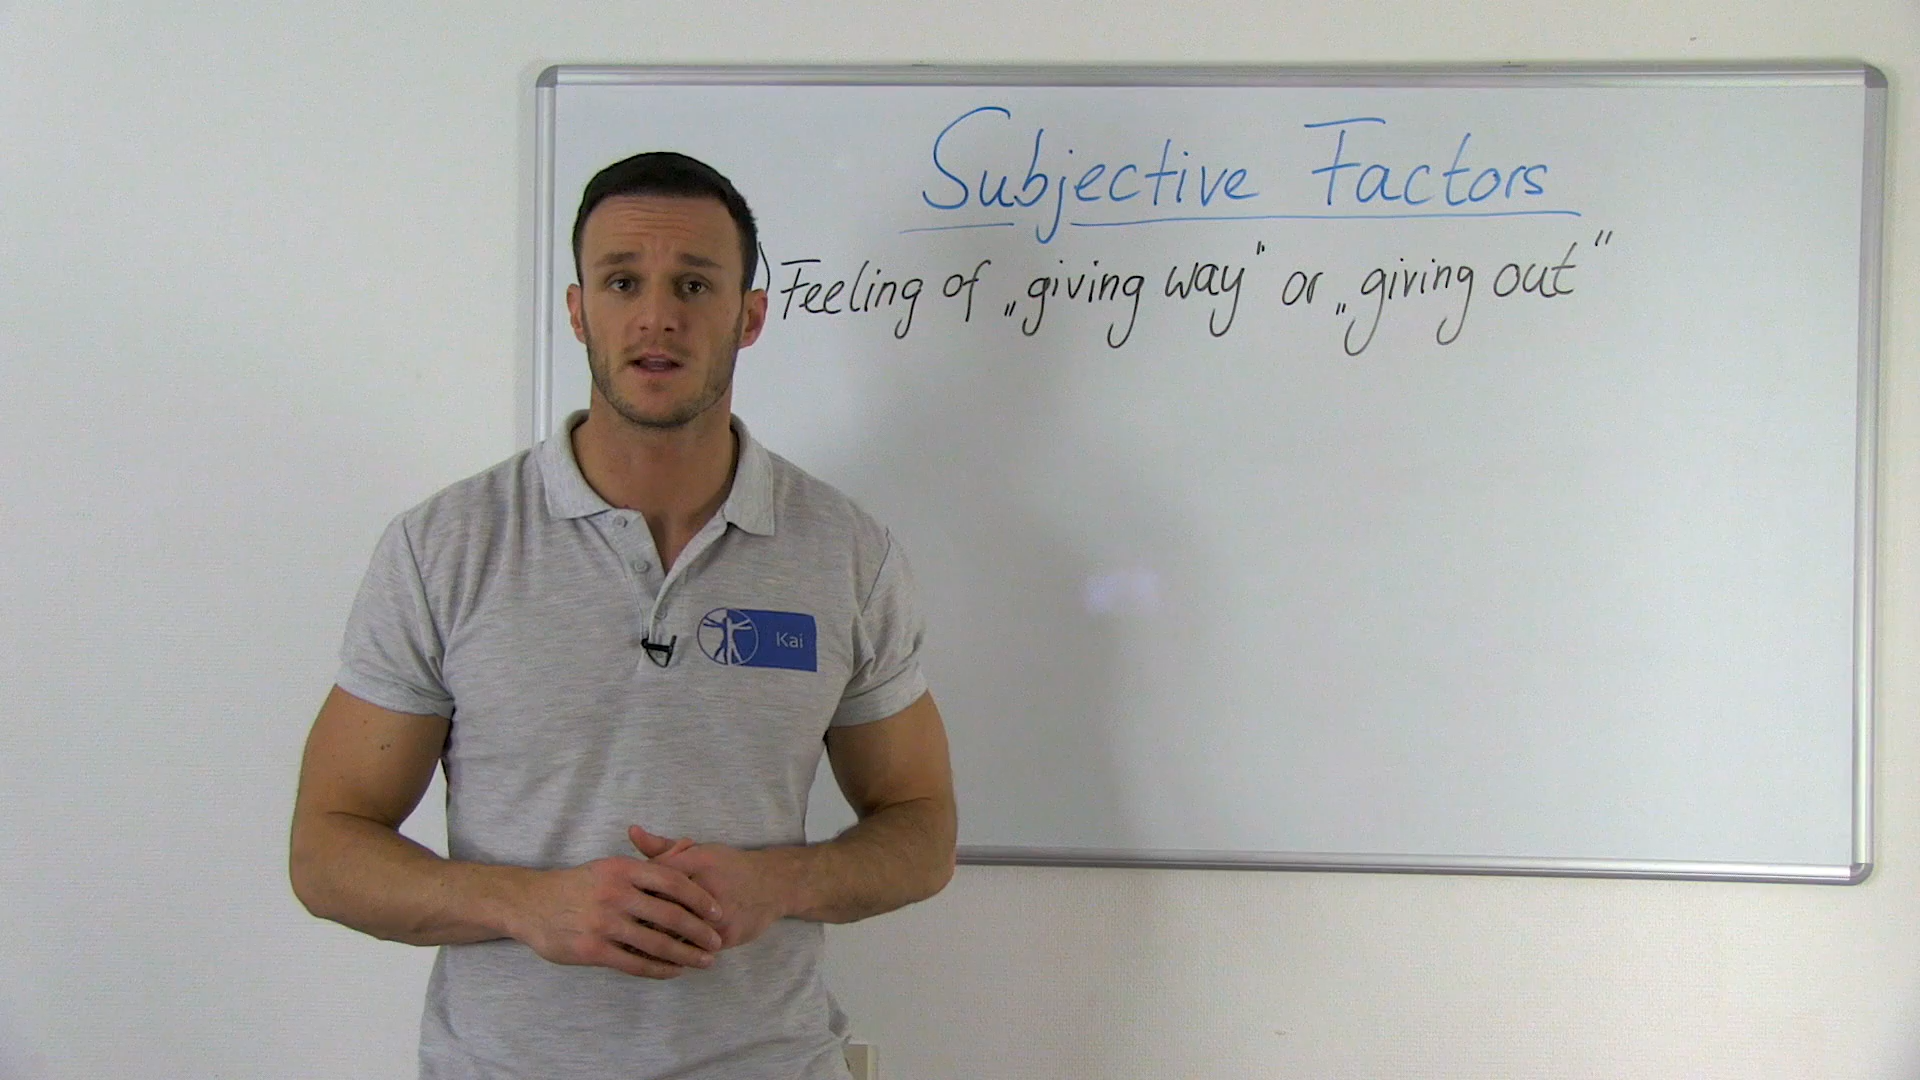 Subjective Factors
) Feeling of „giving way" or „giving out"
Kai